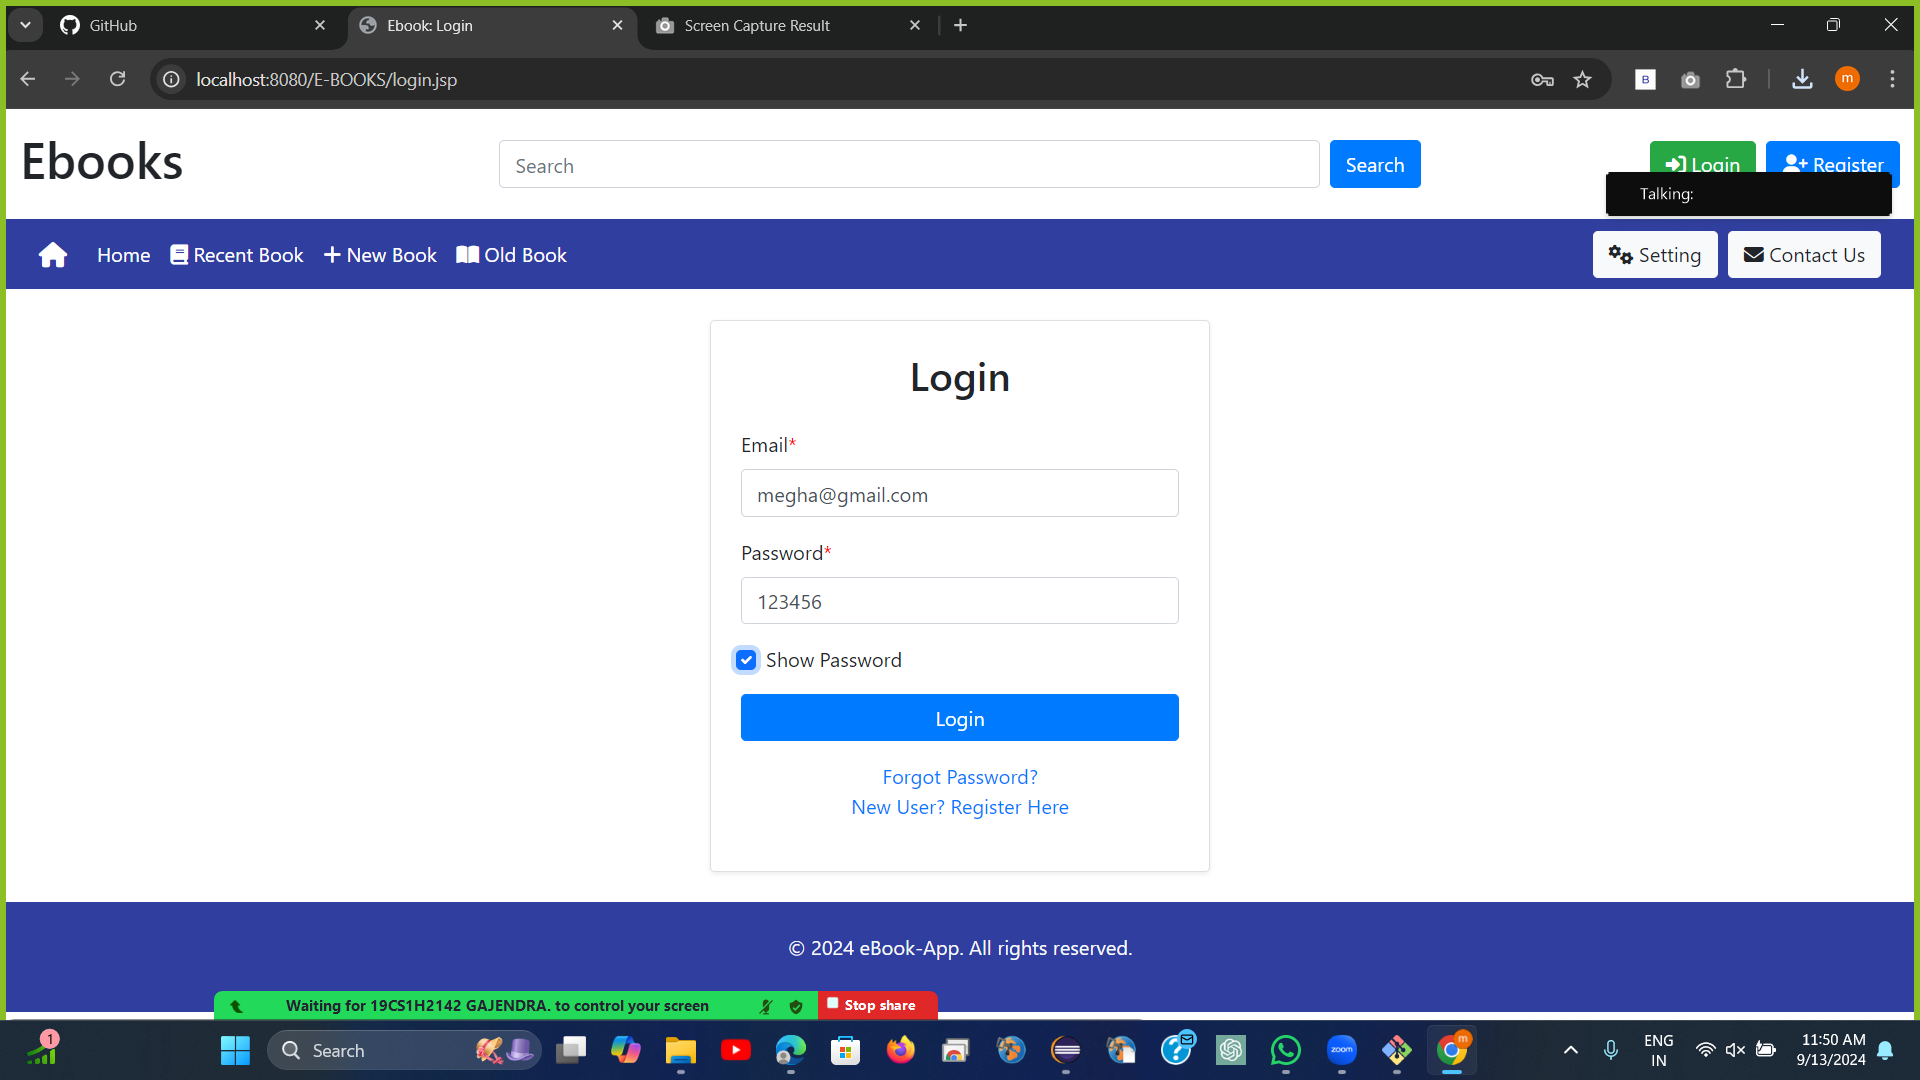 GitHub
Ebook: Login
Screen Capture Result
localhost:8080/E-BOOKS/login.jsp
B
m
Ebooks
Search
Search
Login
Register
Talking:
Home
Recent Book
New Book
Old Book
Setting
Contact Us
Login
Email*
megha@gmail.com
Password*
123456
Show Password
Login
Forgot Password?
New User? Register Here
© 2024 eBook-App. All rights reserved.
Waiting for 19CS1H2142 GAJENDRA. to control your screen
Stop share
1
Search
zoom
m
ENG
IN
11:50 AM
9/13/2024